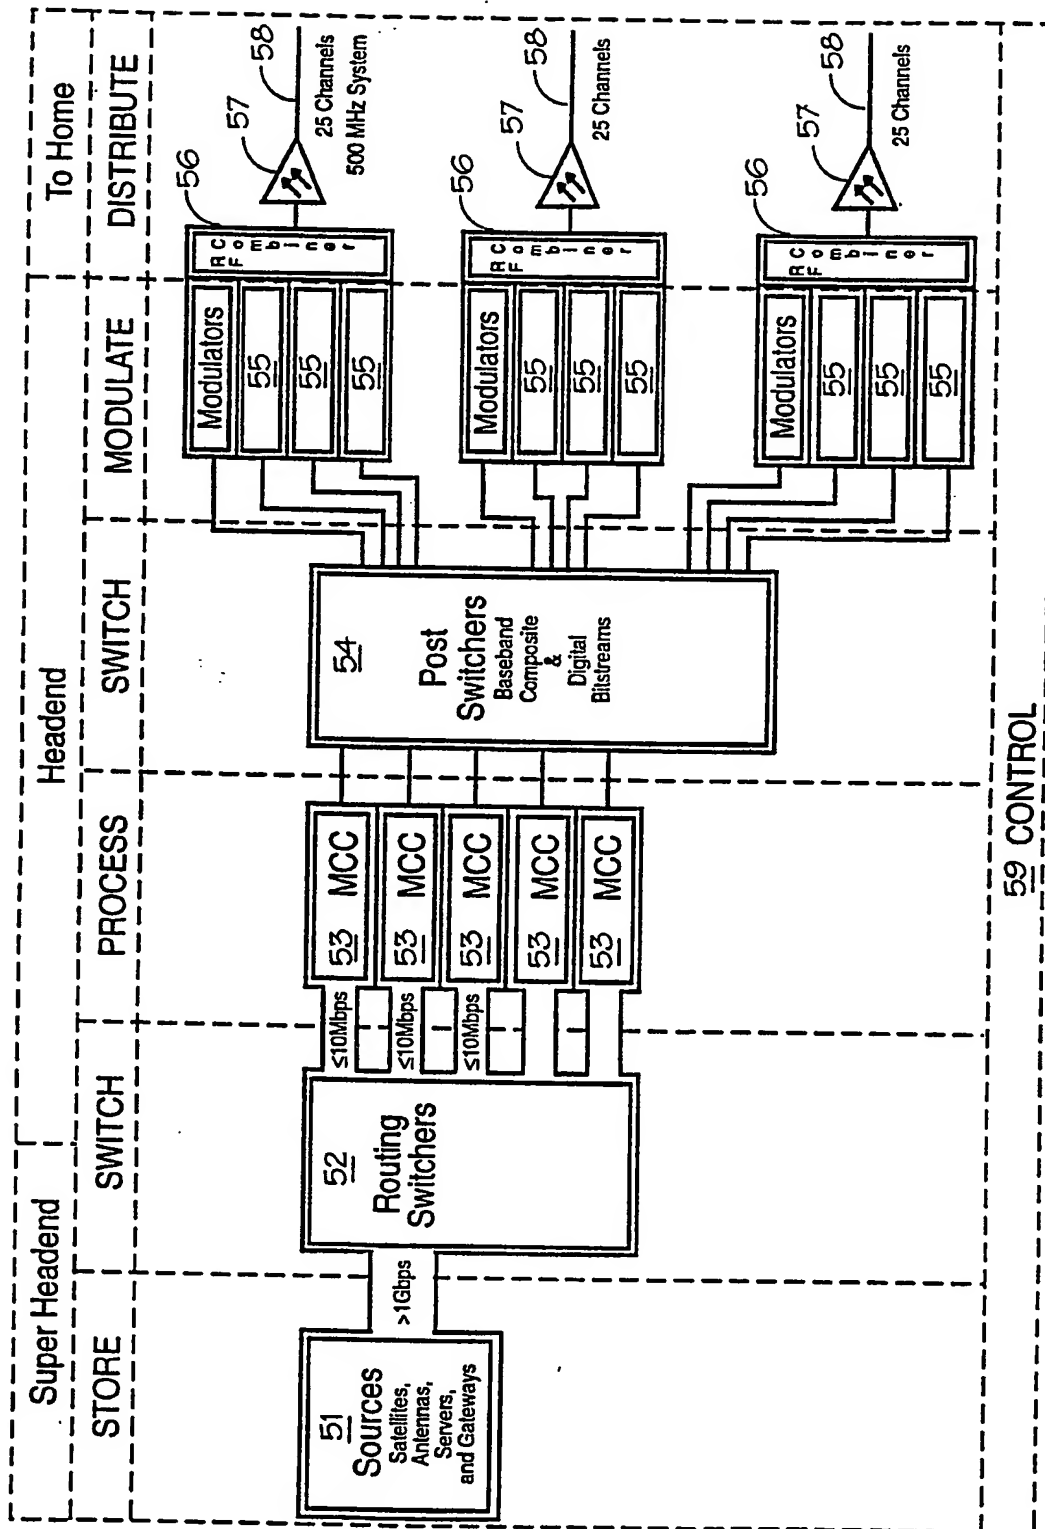 Super Headend
Headend
To Home
STORE
SWITCH
PROCESS
SWITCH
MODULATE
DISTRIBUTE
51
Sources
Satellites,
Antennas,
Servers,
and Gateways
>1Gbps
52
Routing
Switchers
≤10Mbps
≤10Mbps
≤10Mbps
53 MCC
53 MCC
53 MCC
53 MCC
53 MCC
54
Post
Switchers
Baseband
Composite
&
Digital
Bitstreams
Modulators
55
55
55
RF Combiner
56
57
58
25 Channels
500 MHz System
Modulators
55
55
55
RF Combiner
56
57
58
25 Channels
Modulators
55
55
55
RF Combiner
56
57
58
25 Channels
59 CONTROL